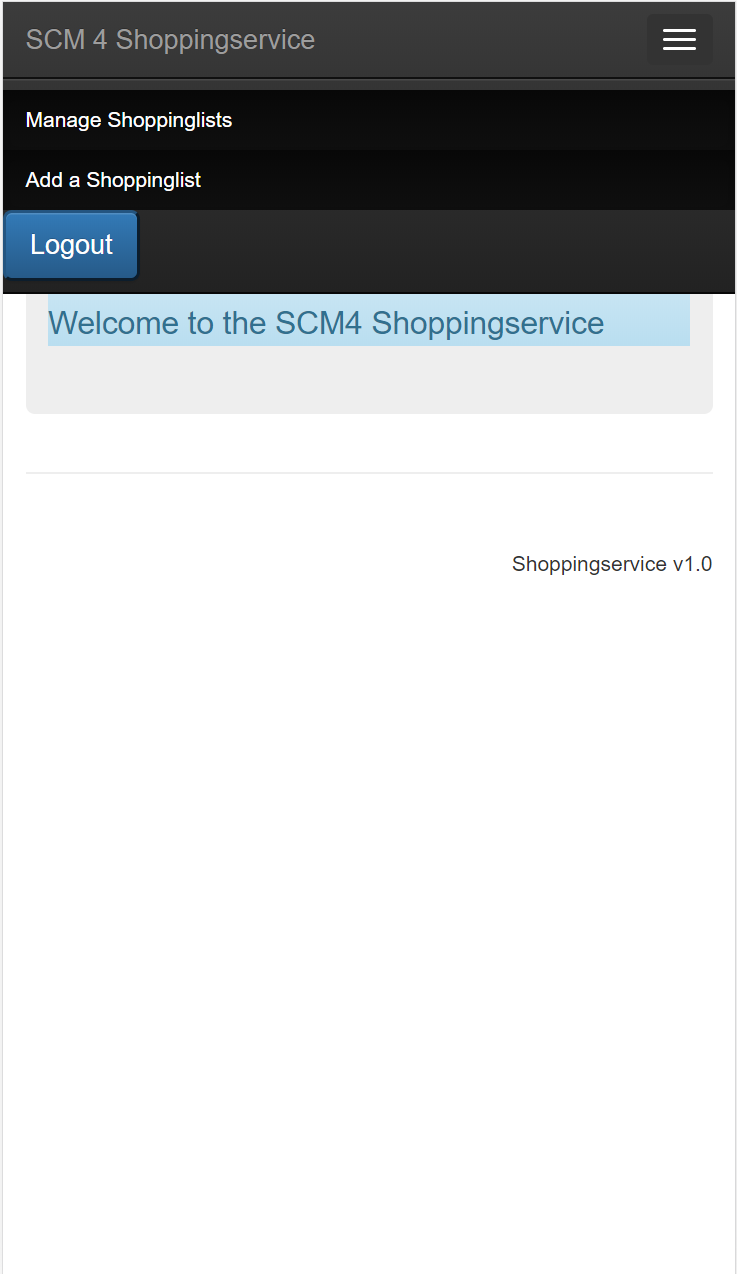 SCM 4 Shoppingservice
Manage Shoppinglists
Add a Shoppinglist
Logout
Welcome to the SCM4 Shoppingservice
Shoppingservice v1.0